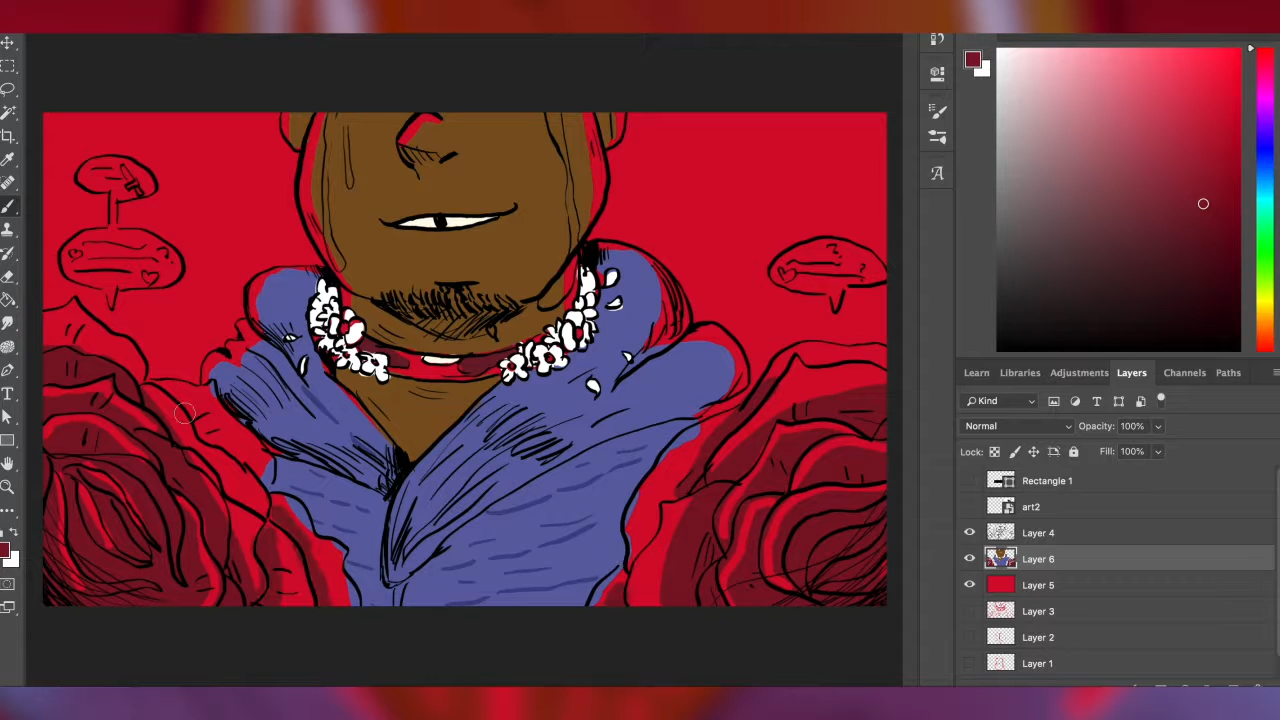 Learn Libraries Adjustments Layers Channels Paths
Kind
Normal Opacity: 100%
Lock: Fill: 100%
Rectangle 1
art2
Layer 4
Layer 6
Layer 5
Layer 3
Layer 2
Layer 1